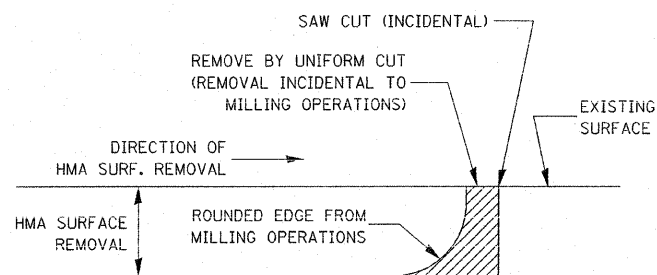 SAW CUT (INCIDENTAL)
REMOVE BY UNIFORM CUT
(REMOVAL INCIDENTAL TO
MILLING OPERATIONS)
EXISTING
SURFACE
DIRECTION OF
HMA SURF. REMOVAL
HMA SURFACE
REMOVAL
ROUNDED EDGE FROM
MILLING OPERATIONS